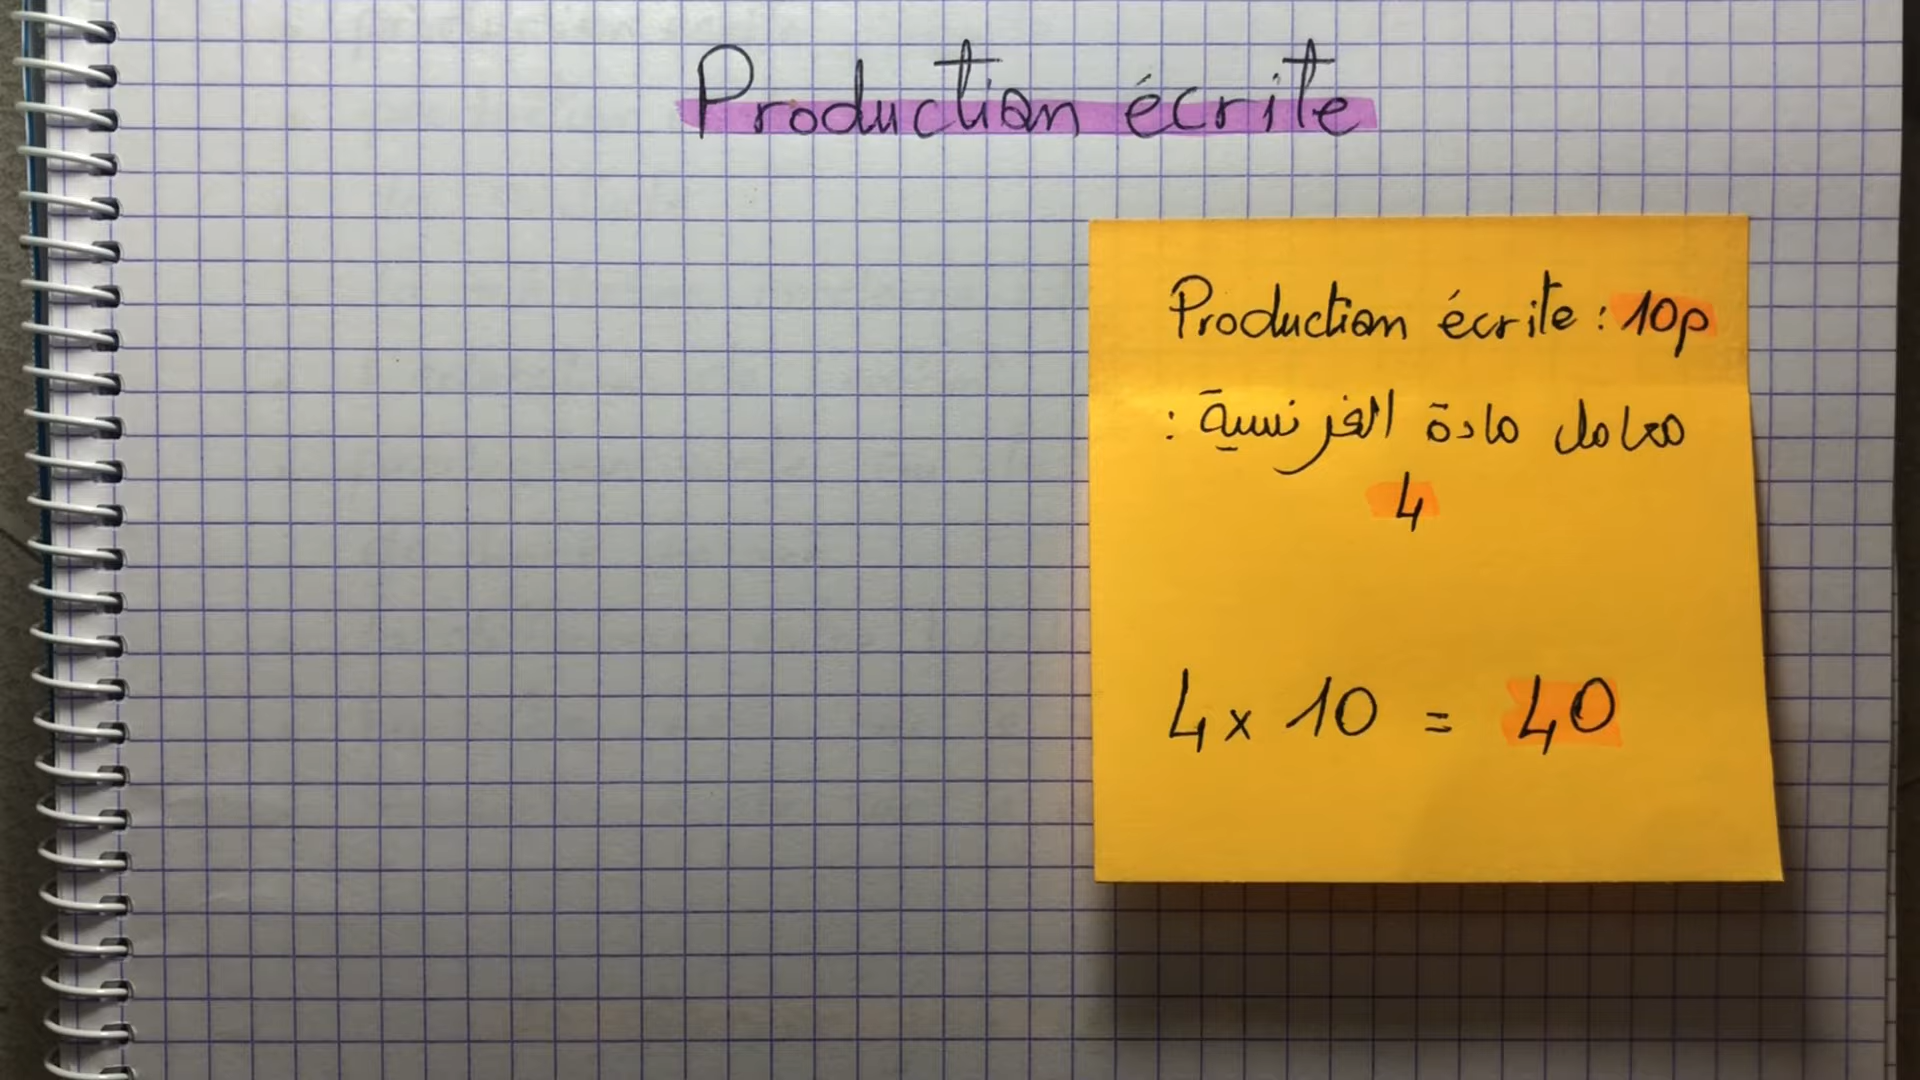 Production écrite
Production écrite : 10p
معامل مادة الفرنسية :
4
4 x 10 = 40